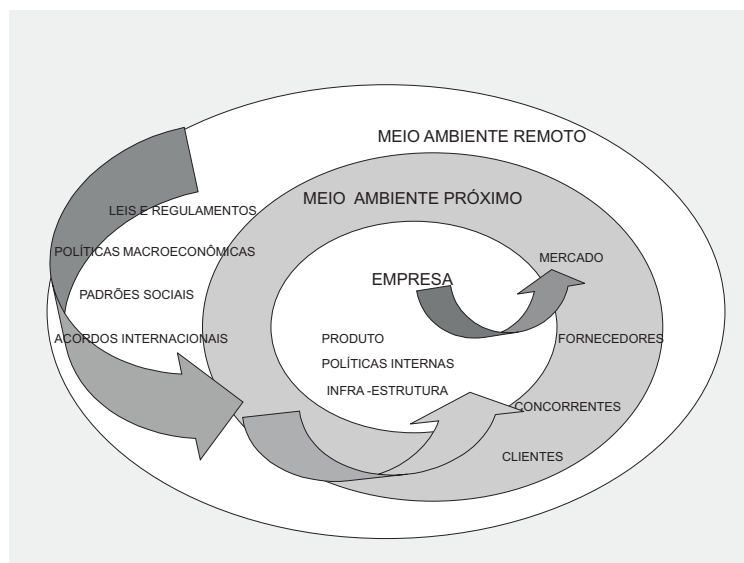 MEIO AMBIENTE REMOTO
MEIO AMBIENTE PRÓXIMO
LEIS E REGULAMENTOS
POLÍTICAS MACROECONÔMICAS
PADRÕES SOCIAIS
ACORDOS INTERNACIONAIS
EMPRESA
PRODUTO
POLÍTICAS INTERNAS
INFRA -ESTRUTURA
MERCADO
FORNECEDORES
CONCORRENTES
CLIENTES